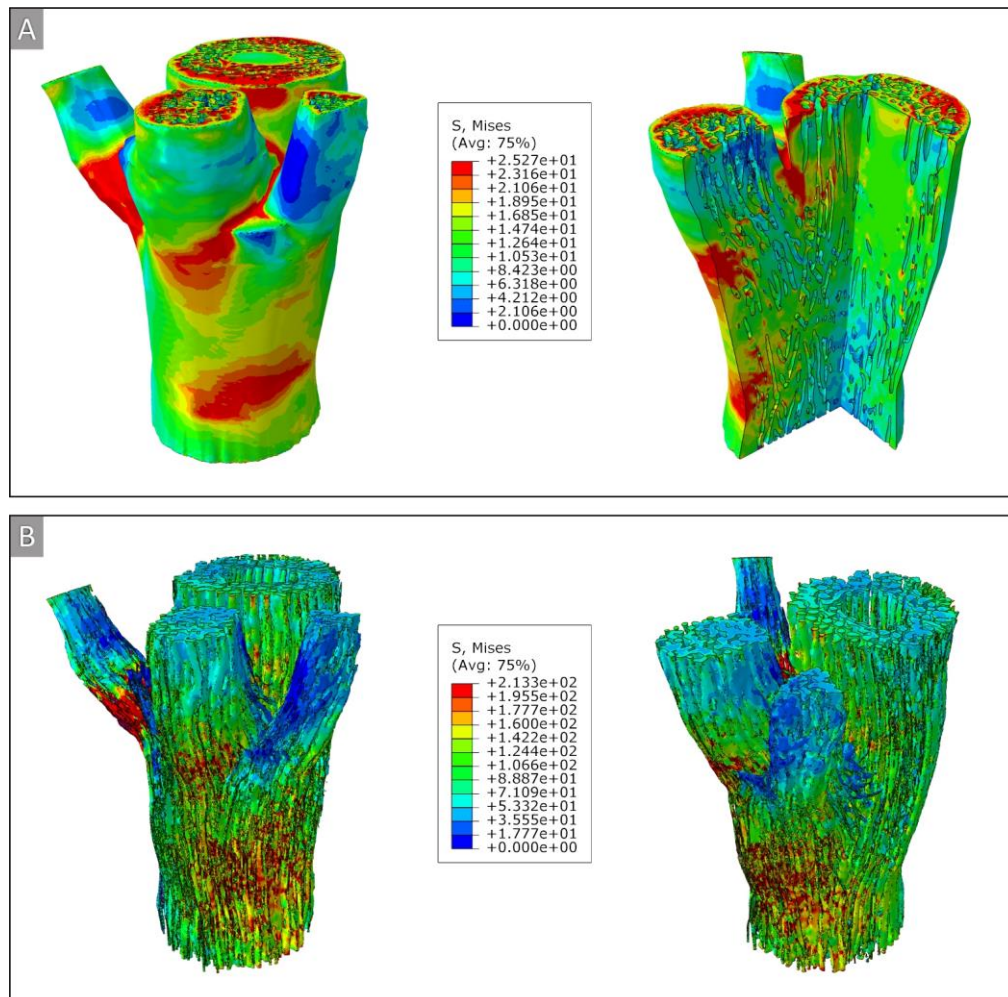 A
S, Mises
(Avg: 75%)
+2.527e+01
+2.316e+01
+2.106e+01
+1.895e+01
+1.685e+01
+1.474e+01
+1.264e+01
+1.053e+01
+8.423e+00
+6.318e+00
+4.212e+00
+2.106e+00
+0.000e+00
B
S, Mises
(Avg: 75%)
+2.133e+02
+1.955e+02
+1.777e+02
+1.600e+02
+1.422e+02
+1.244e+02
+1.066e+02
+8.887e+01
+7.109e+01
+5.332e+01
+3.555e+01
+1.777e+01
+0.000e+00